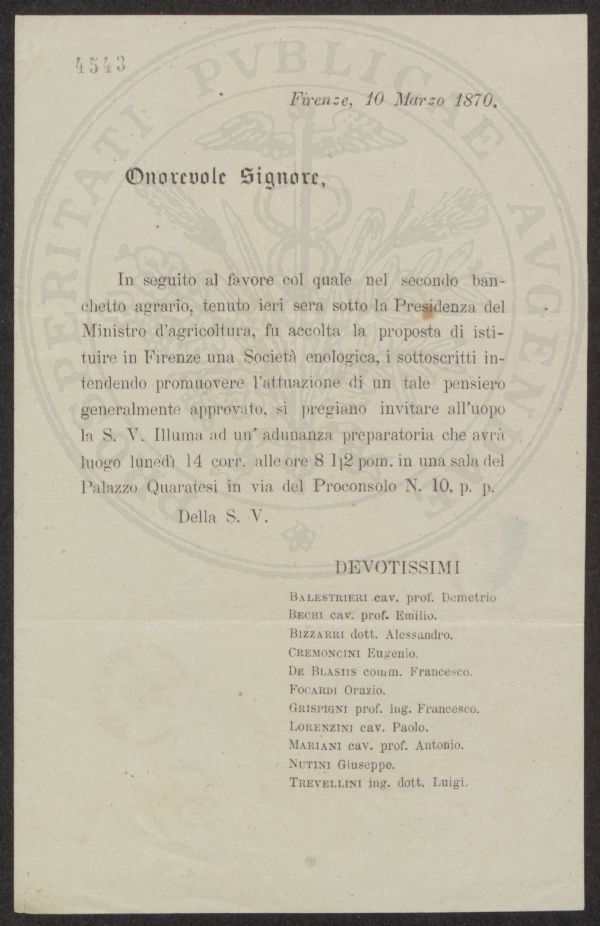 4543
PROSPERITATI PVBLICAE AVGENDAE
Firenze, 10 Marzo 1870.
Onorevole Signore,
In seguito al favore col quale nel secondo ban-
chetto agrario, tenuto ieri sera sotto la Presidenza del
Ministro d'agricoltura, fu accolta la proposta di isti-
tuire in Firenze una Società enologica, i sottoscritti in-
tendendo promuovere l'attuazione di un tale pensiero
generalmente approvato, si pregiano invitare all'uopo
la S. V. Illuma ad un' adunanza preparatoria che avrà
luogo lunedì 14 corr. alle ore 8 1|2 pom. in una sala del
Palazzo Quaratesi in via del Proconsolo N. 10, p. p.
Della S. V.
DEVOTISSIMI
BALESTRIERI cav. prof. Demetrio
BECHI cav. prof. Emilio.
BIZZARRI dott. Alessandro.
CREMONCINI Eugenio.
DE BLASIIS comm. Francesco.
FOCARDI Orazio.
GRISPIGNI prof. ing. Francesco.
LORENZINI cav. Paolo.
MARIANI cav. prof. Antonio.
NUTINI Giuseppe.
TREVELLINI ing. dott. Luigi.